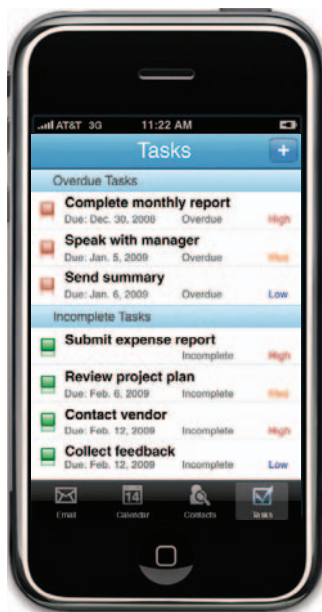 AT&T 3G 11:22 AM
Tasks +
Overdue Tasks
Complete monthly report
Due: Dec. 30, 2008 Overdue High
Speak with manager
Due: Jan. 5, 2009 Overdue Med
Send summary
Due: Jan. 6, 2009 Overdue Low
Incomplete Tasks
Submit expense report
Incomplete High
Review project plan
Due: Feb. 6, 2009 Incomplete Med
Contact vendor
Due: Feb. 12, 2009 Incomplete High
Collect feedback
Due: Feb. 12, 2009 Incomplete Low
14
Email Calendar Contacts Tasks